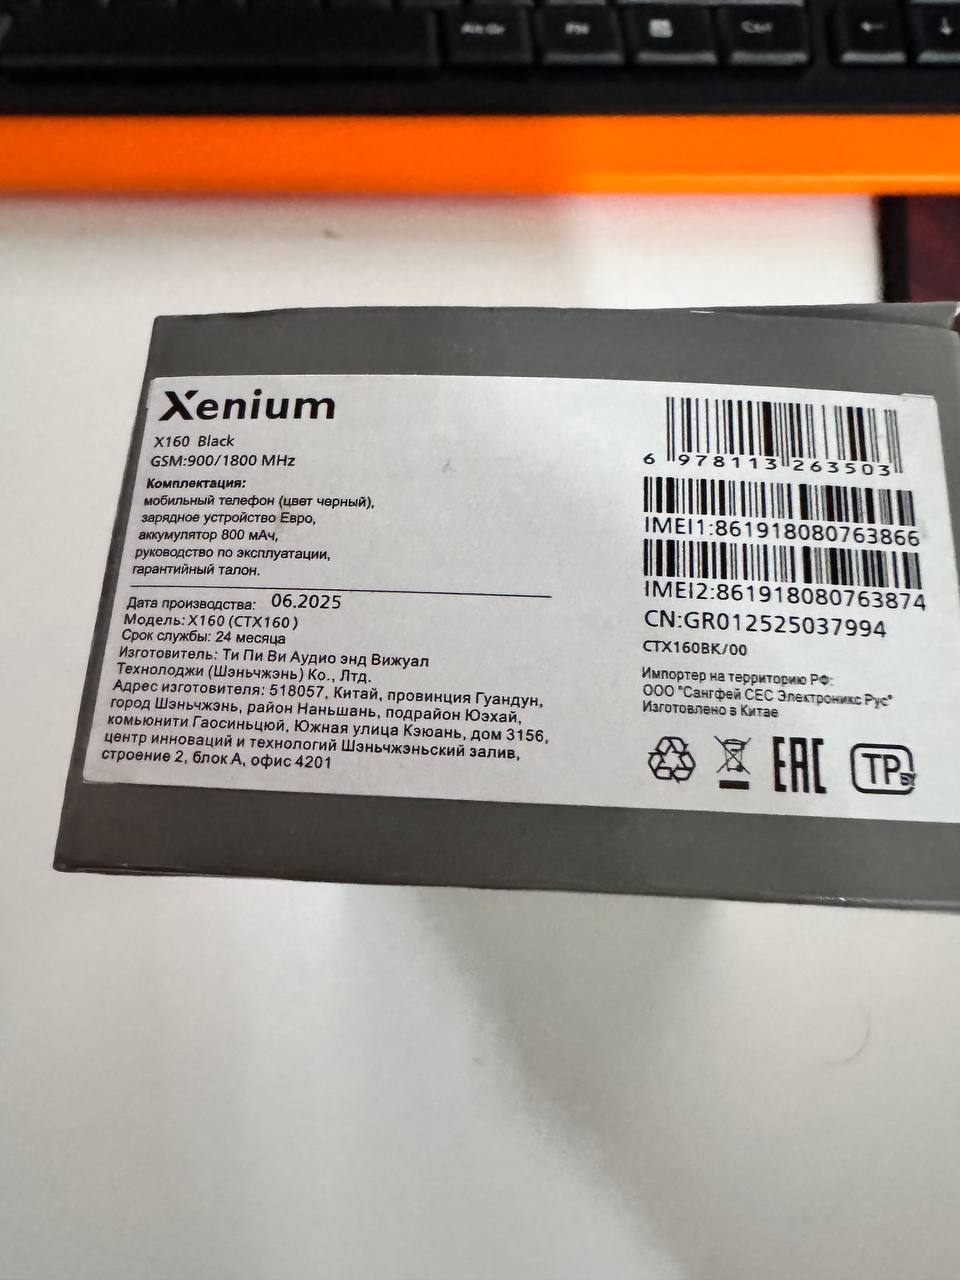 Alt Gr
FN
Ctrl
Xenium
X160 Black
GSM:900/1800 MHz
Комплектация:
мобильный телефон (цвет черный),
зарядное устройство Евро,
аккумулятор 800 мАч,
руководство по эксплуатации,
гарантийный талон.
Дата производства: 06.2025
Модель: X160 (CTX160)
Срок службы: 24 месяца
Изготовитель: Ти Пи Ви Аудио энд Вижуал
Технолоджи (Шэньчжэнь) Ко., Лтд.
Адрес изготовителя: 518057, Китай, провинция Гуандун,
город Шэньчжэнь, район Наньшань, подрайон Юэхай,
комьюнити Гаосиньцюй, Южная улица Кэюань, дом 3156,
центр инноваций и технологий Шэньчжэньский залив,
строение 2, блок А, офис 4201
6 978113 263503
IMEI1:861918080763866
IMEI2:861918080763874
CN:GR012525037994
CTX160BK/00
Импортер на территорию РФ:
ООО "Сангфей СЕС Электроникс Рус"
Изготовлено в Китае
EAC
TP BY